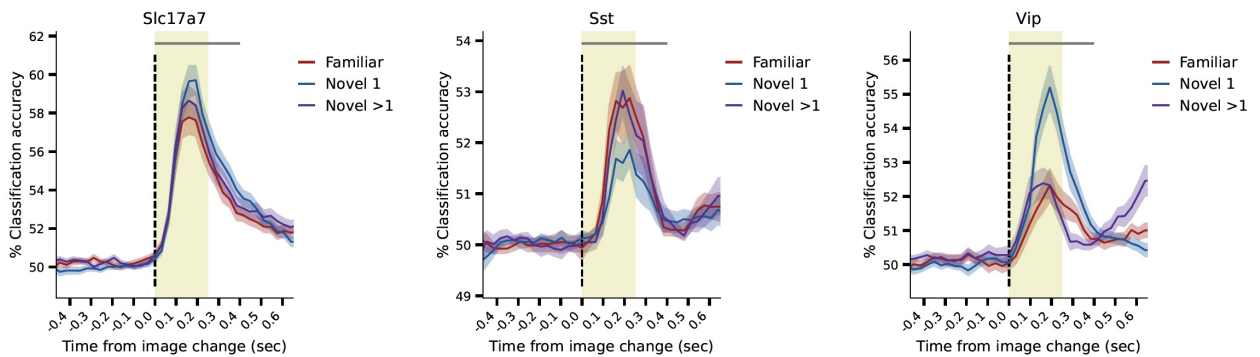 Slc17a7
% Classification accuracy
62
60
58
56
54
52
50
-0.4 -0.3 -0.2 -0.1 0.0 0.1 0.2 0.3 0.4 0.5 0.6
Time from image change (sec)
Familiar
Novel 1
Novel >1
Sst
% Classification accuracy
54
53
52
51
50
49
-0.4 -0.3 -0.2 -0.1 0.0 0.1 0.2 0.3 0.4 0.5 0.6
Time from image change (sec)
Familiar
Novel 1
Novel >1
Vip
% Classification accuracy
56
55
54
53
52
51
50
-0.4 -0.3 -0.2 -0.1 0.0 0.1 0.2 0.3 0.4 0.5 0.6
Time from image change (sec)
Familiar
Novel 1
Novel >1